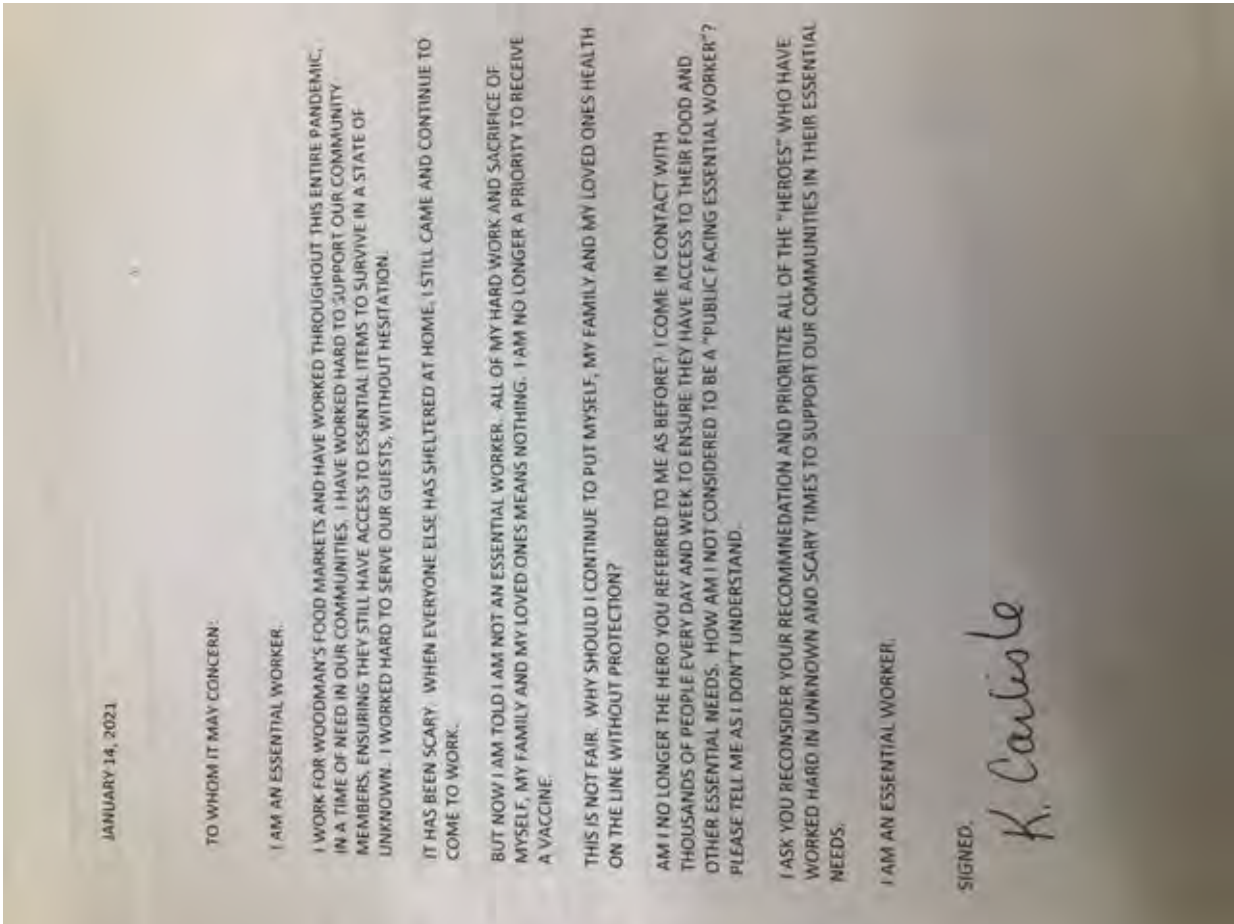 JANUARY 14, 2021
TO WHOM IT MAY CONCERN:
I AM AN ESSENTIAL WORKER.
I WORK FOR WOODMAN'S FOOD MARKETS AND HAVE WORKED THROUGHOUT THIS ENTIRE PANDEMIC,
IN A TIME OF NEED IN OUR COMMUNITIES. I HAVE WORKED HARD TO SUPPORT OUR COMMUNITY
MEMBERS, ENSURING THEY STILL HAVE ACCESS TO ESSENTIAL ITEMS TO SURVIVE IN A STATE OF
UNKNOWN. I WORKED HARD TO SERVE OUR GUESTS, WITHOUT HESITATION.
IT HAS BEEN SCARY. WHEN EVERYONE ELSE HAS SHELTERED AT HOME, I STILL CAME AND CONTINUE TO
COME TO WORK.
BUT NOW I AM TOLD I AM NOT AN ESSENTIAL WORKER. ALL OF MY HARD WORK AND SACRIFICE OF
MYSELF, MY FAMILY AND MY LOVED ONES MEANS NOTHING. I AM NO LONGER A PRIORITY TO RECEIVE
A VACCINE.
THIS IS NOT FAIR. WHY SHOULD I CONTINUE TO PUT MYSELF, MY FAMILY AND MY LOVED ONES HEALTH
ON THE LINE WITHOUT PROTECTION?
AM I NO LONGER THE HERO YOU REFERRED TO ME AS BEFORE? I COME IN CONTACT WITH
THOUSANDS OF PEOPLE EVERY DAY AND WEEK TO ENSURE THEY HAVE ACCESS TO THEIR FOOD AND
OTHER ESSENTIAL NEEDS. HOW AM I NOT CONSIDERED TO BE A "PUBLIC FACING ESSENTIAL WORKER"?
PLEASE TELL ME AS I DON'T UNDERSTAND.
I ASK YOU RECONSIDER YOUR RECOMMNEDATION AND PRIORITIZE ALL OF THE "HEROES" WHO HAVE
WORKED HARD IN UNKNOWN AND SCARY TIMES TO SUPPORT OUR COMMUNITIES IN THEIR ESSENTIAL
NEEDS.
I AM AN ESSENTIAL WORKER.
SIGNED,
K. Carlisle